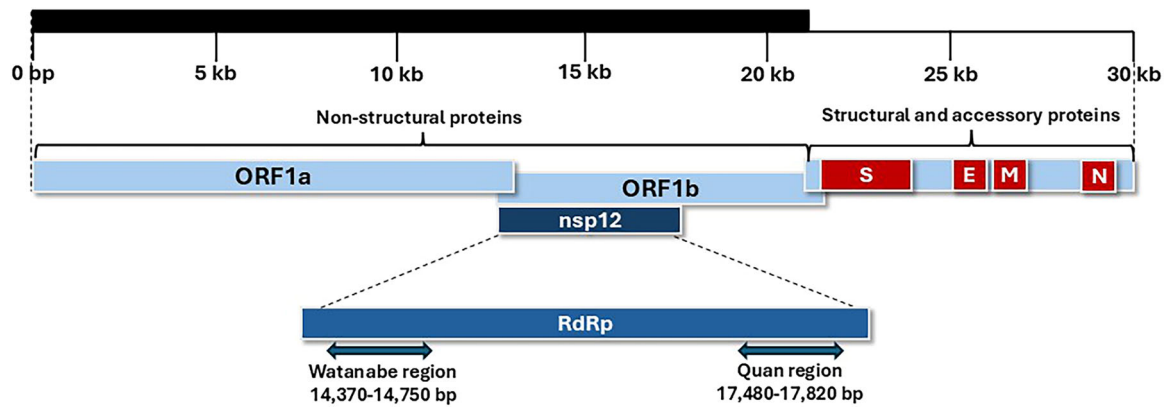 0 bp 5 kb 10 kb 15 kb 20 kb 25 kb 30 kb
Non-structural proteins
Structural and accessory proteins
ORF1a
S E M N
ORF1b
nsp12
RdRp
Watanabe region
14,370-14,750 bp
Quan region
17,480-17,820 bp